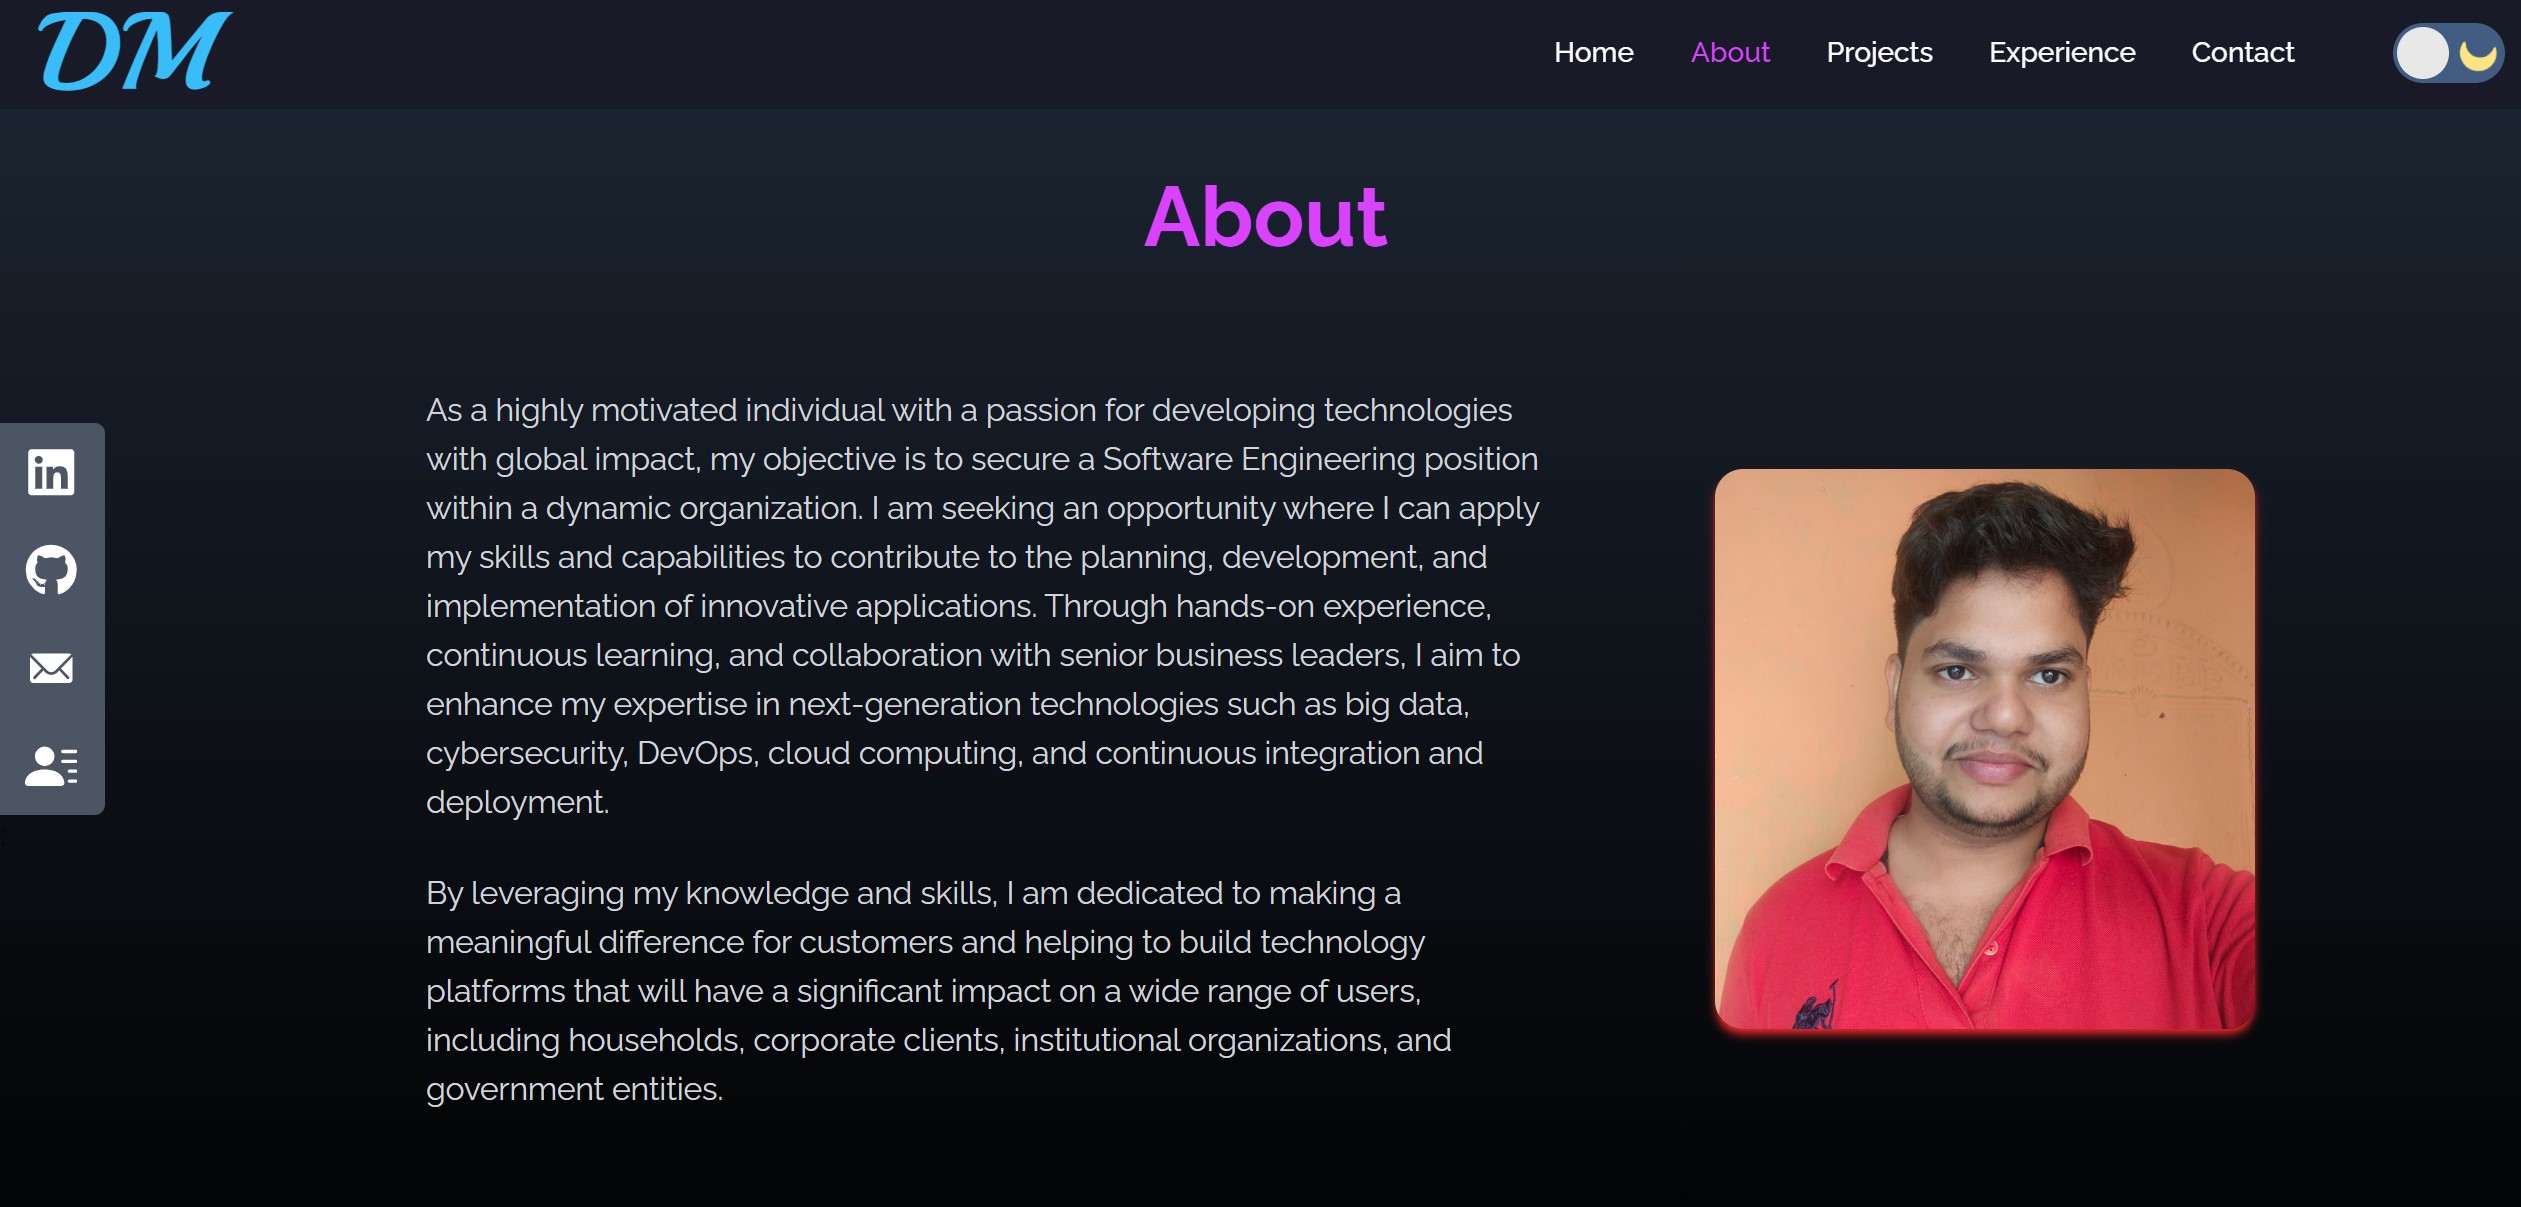 DM
Home About Projects Experience Contact
About
As a highly motivated individual with a passion for developing technologies
with global impact, my objective is to secure a Software Engineering position
within a dynamic organization. I am seeking an opportunity where I can apply
my skills and capabilities to contribute to the planning, development, and
implementation of innovative applications. Through hands-on experience,
continuous learning, and collaboration with senior business leaders, I aim to
enhance my expertise in next-generation technologies such as big data,
cybersecurity, DevOps, cloud computing, and continuous integration and
deployment.
By leveraging my knowledge and skills, I am dedicated to making a
meaningful difference for customers and helping to build technology
platforms that will have a significant impact on a wide range of users,
including households, corporate clients, institutional organizations, and
government entities.
in